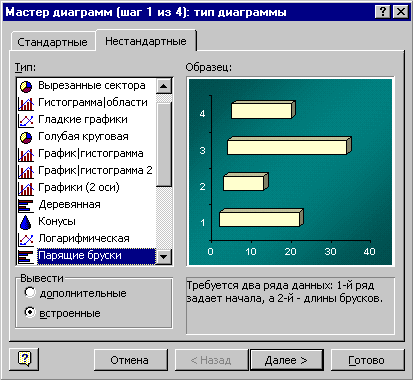 Мастер диаграмм (шаг 1 из 4): тип диаграммы
Стандартные
Нестандартные
Тип:
Вырезанные сектора
Гистограмма|области
Гладкие графики
Голубая круговая
График|гистограмма
График|гистограмма 2
Графики (2 оси)
Деревянная
Конусы
Логарифмическая
Парящие бруски
Образец:
4
3
2
1
0 10 20 30 40
Вывести
дополнительные
встроенные
Требуется два ряда данных: 1-й ряд
задает начала, а 2-й - длины брусков.
Отмена
< Назад
Далее >
Готово